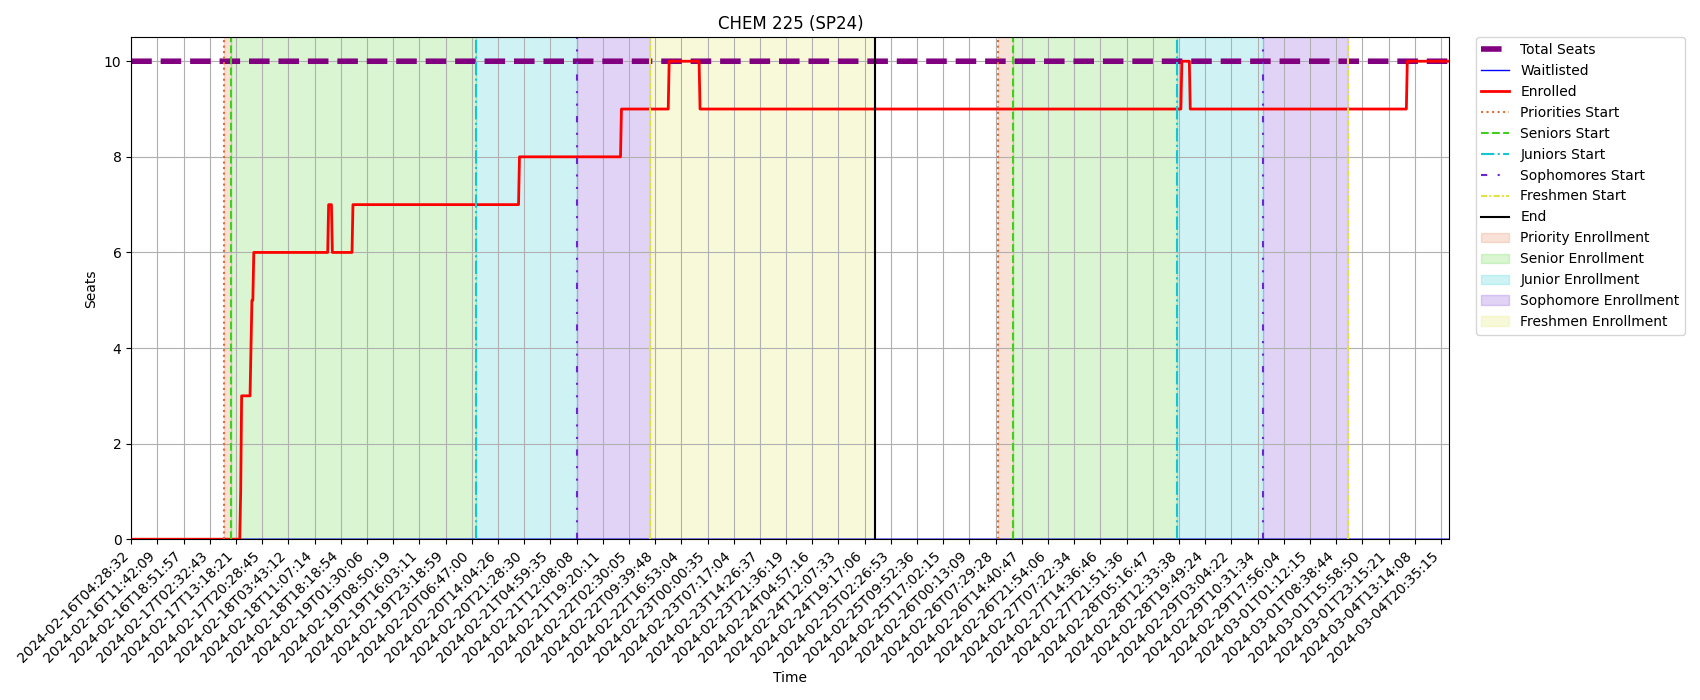 CHEM 225 (SP24)
Seats
10
8
6
4
2
0
2024-02-16T04:28:32
2024-02-16T11:42:09
2024-02-16T18:51:57
2024-02-17T02:32:43
2024-02-17T13:18:21
2024-02-17T20:28:45
2024-02-18T03:43:12
2024-02-18T11:07:14
2024-02-18T18:18:54
2024-02-19T01:30:06
2024-02-19T08:50:19
2024-02-19T16:03:11
2024-02-19T23:18:59
2024-02-20T06:47:00
2024-02-20T14:04:26
2024-02-20T21:28:30
2024-02-21T04:59:35
2024-02-21T12:08:08
2024-02-21T19:20:11
2024-02-22T02:30:05
2024-02-22T09:39:48
2024-02-22T16:53:04
2024-02-23T00:00:35
2024-02-23T07:17:04
2024-02-23T14:26:37
2024-02-23T21:36:19
2024-02-24T04:57:16
2024-02-24T12:07:33
2024-02-24T19:17:06
2024-02-25T02:26:53
2024-02-25T09:52:36
2024-02-25T17:02:15
2024-02-26T00:13:09
2024-02-26T07:29:28
2024-02-26T14:40:47
2024-02-26T21:54:06
2024-02-27T07:22:34
2024-02-27T14:36:46
2024-02-27T21:51:36
2024-02-28T05:16:47
2024-02-28T12:33:38
2024-02-28T19:49:24
2024-02-29T03:04:22
2024-02-29T10:31:34
2024-02-29T17:56:04
2024-03-01T01:12:15
2024-03-01T08:38:44
2024-03-01T15:58:50
2024-03-01T23:15:21
2024-03-04T13:14:08
2024-03-04T20:35:15
Time
Total Seats
Waitlisted
Enrolled
Priorities Start
Seniors Start
Juniors Start
Sophomores Start
Freshmen Start
End
Priority Enrollment
Senior Enrollment
Junior Enrollment
Sophomore Enrollment
Freshmen Enrollment